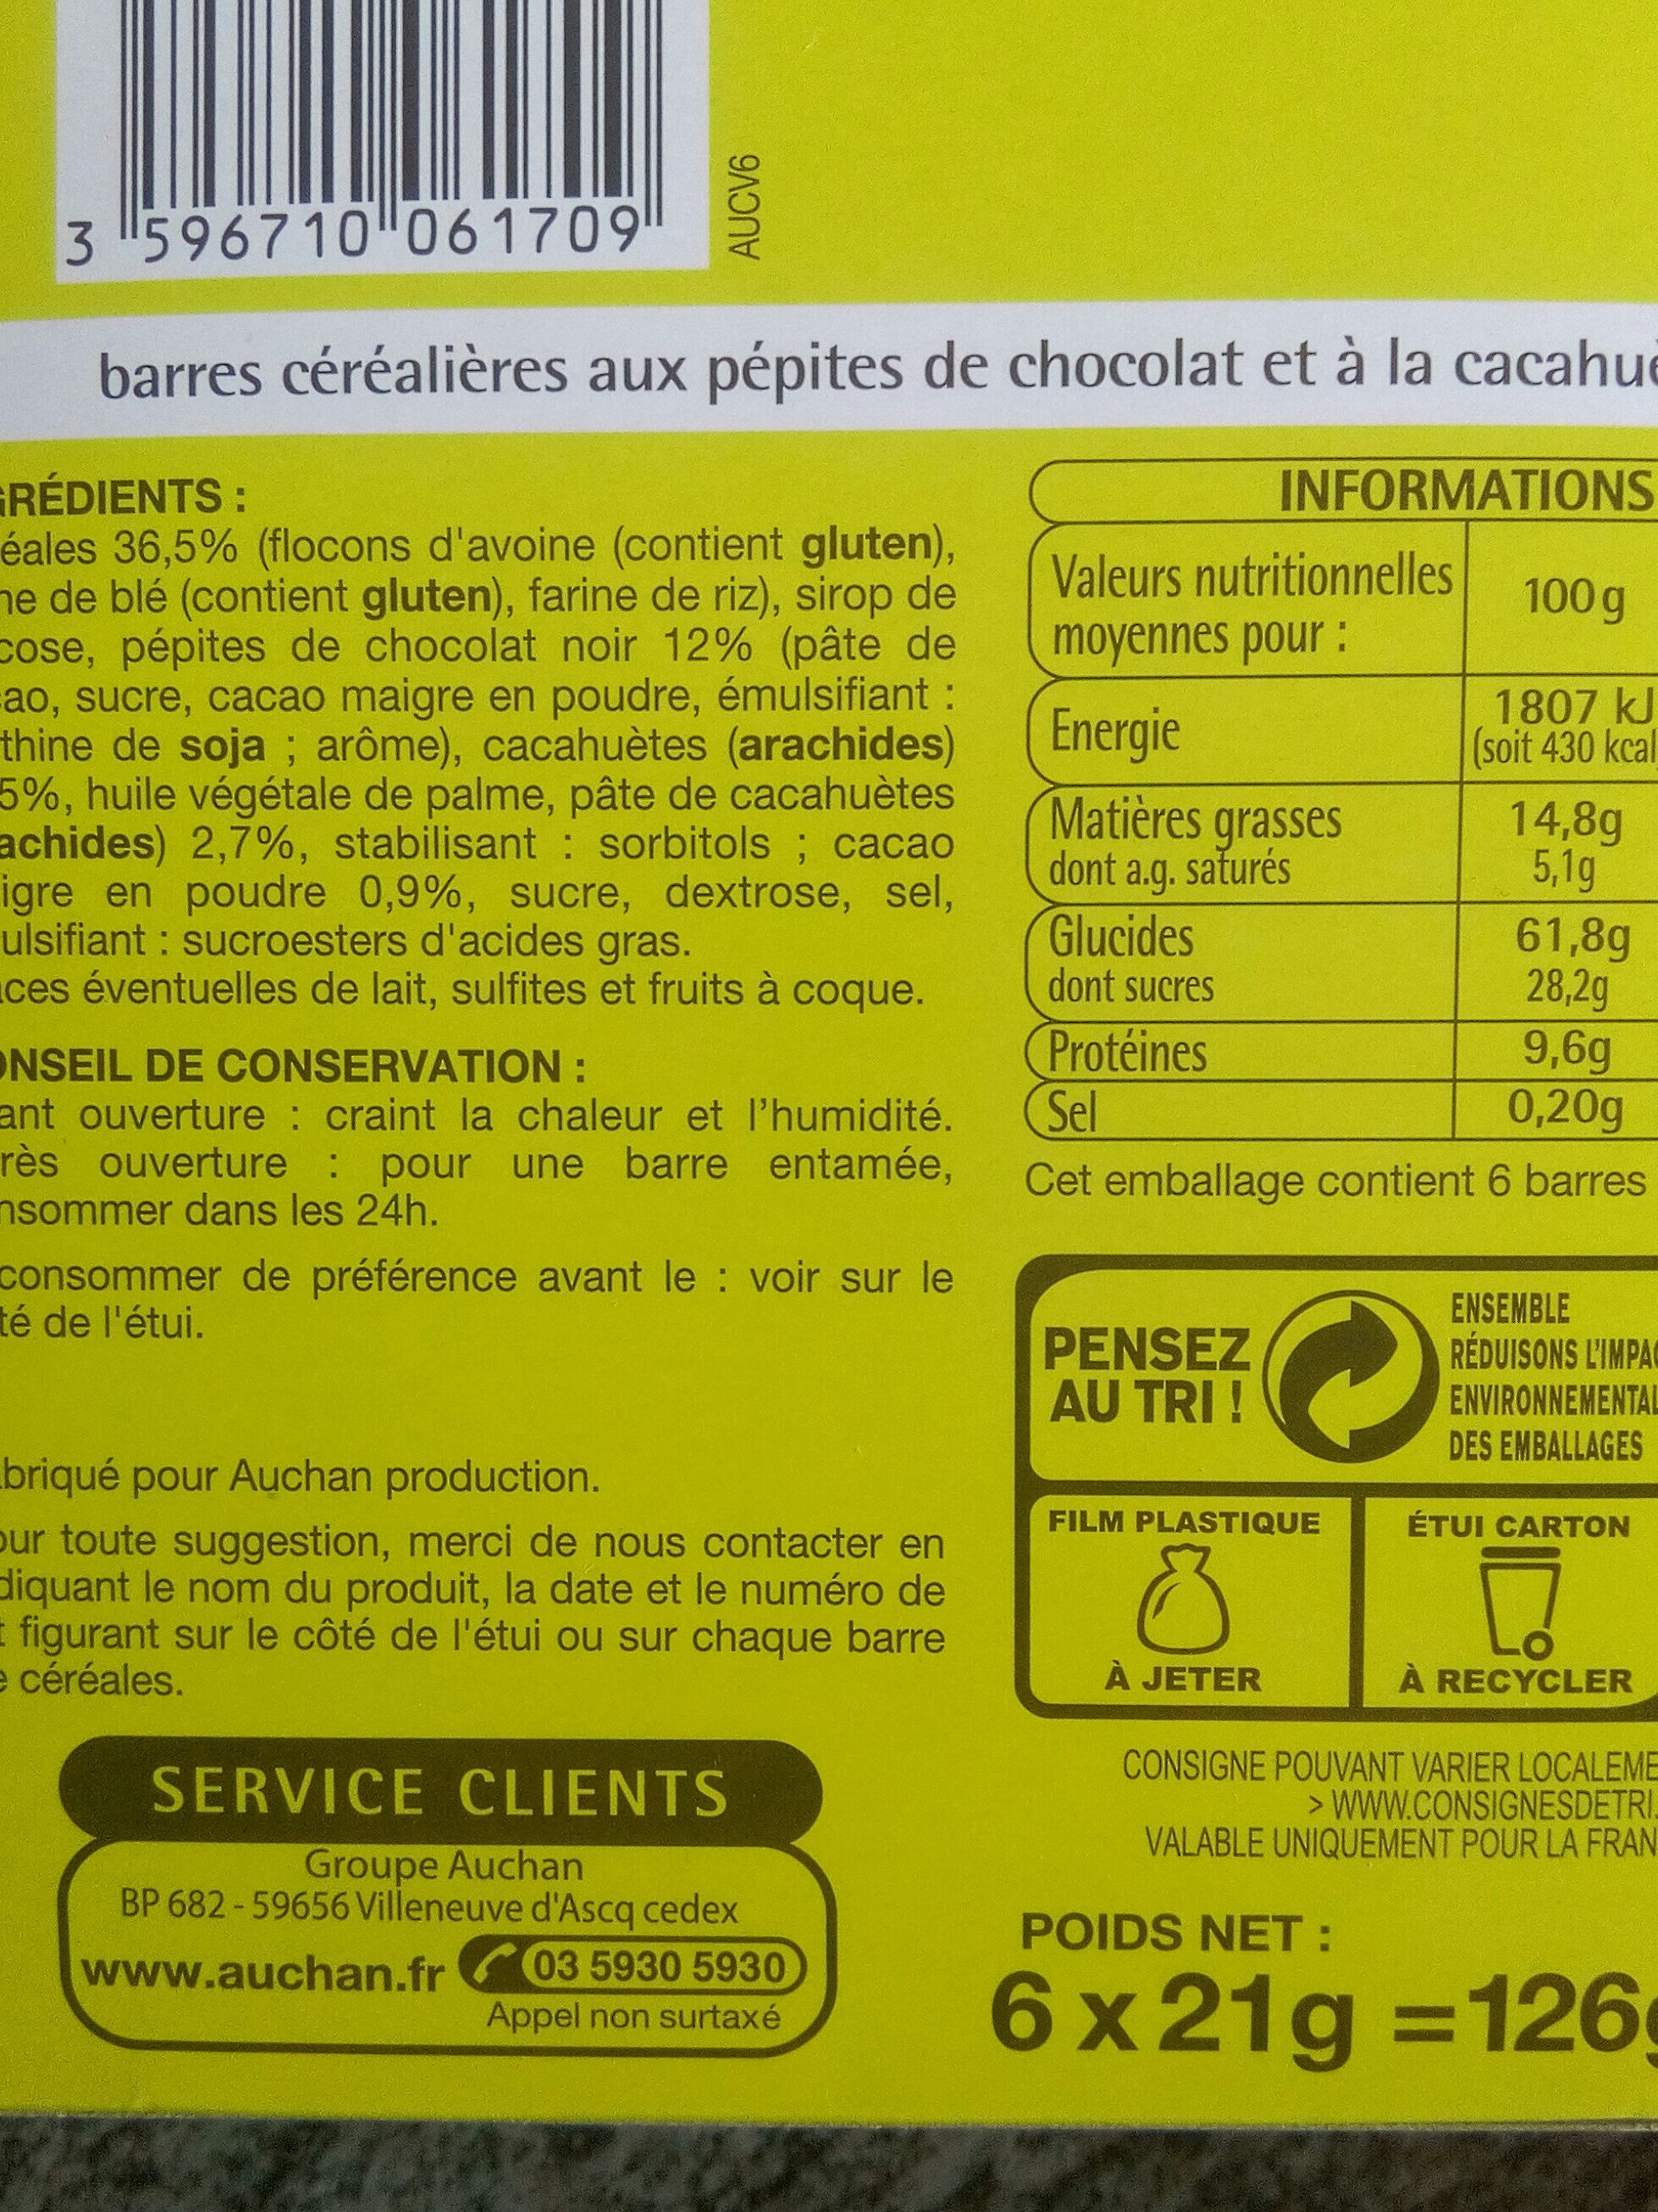 3 596710 061709
AUCV6
barres céréalières aux pépites de chocolat et à la cacahuè
GRÉDIENTS :
éales 36,5% (flocons d'avoine (contient gluten),
ne de blé (contient gluten), farine de riz), sirop de
cose, pépites de chocolat noir 12% (pâte de
cao, sucre, cacao maigre en poudre, émulsifiant :
thine de soja ; arôme), cacahuètes (arachides)
5%, huile végétale de palme, pâte de cacahuètes
achides) 2,7%, stabilisant : sorbitols ; cacao
igre en poudre 0,9%, sucre, dextrose, sel,
ulsifiant : sucroesters d'acides gras.
aces éventuelles de lait, sulfites et fruits à coque.
ONSEIL DE CONSERVATION :
ant ouverture : craint la chaleur et l'humidité.
rès ouverture : pour une barre entamée,
nsommer dans les 24h.
consommer de préférence avant le : voir sur le
té de l'étui.
abriqué pour Auchan production.
our toute suggestion, merci de nous contacter en
diquant le nom du produit, la date et le numéro de
t figurant sur le côté de l'étui ou sur chaque barre
e céréales.
SERVICE CLIENTS
Groupe Auchan
BP 682 - 59656 Villeneuve d'Ascq cedex
www.auchan.fr 03 5930 5930
Appel non surtaxé
INFORMATIONS
Valeurs nutritionnelles
moyennes pour : 100 g
Energie 1807 kJ
(soit 430 kcal
Matières grasses 14,8g
dont a.g. saturés 5,1g
Glucides 61,8g
dont sucres 28,2g
Protéines 9,6g
Sel 0,20g
Cet emballage contient 6 barres
PENSEZ
AU TRI !
ENSEMBLE
RÉDUISONS L'IMPAC
ENVIRONNEMENTAL
DES EMBALLAGES
FILM PLASTIQUE
À JETER
ÉTUI CARTON
À RECYCLER
CONSIGNE POUVANT VARIER LOCALEME
> WWW.CONSIGNESDETRI.
VALABLE UNIQUEMENT POUR LA FRAN
POIDS NET :
6 x 21g = 126g